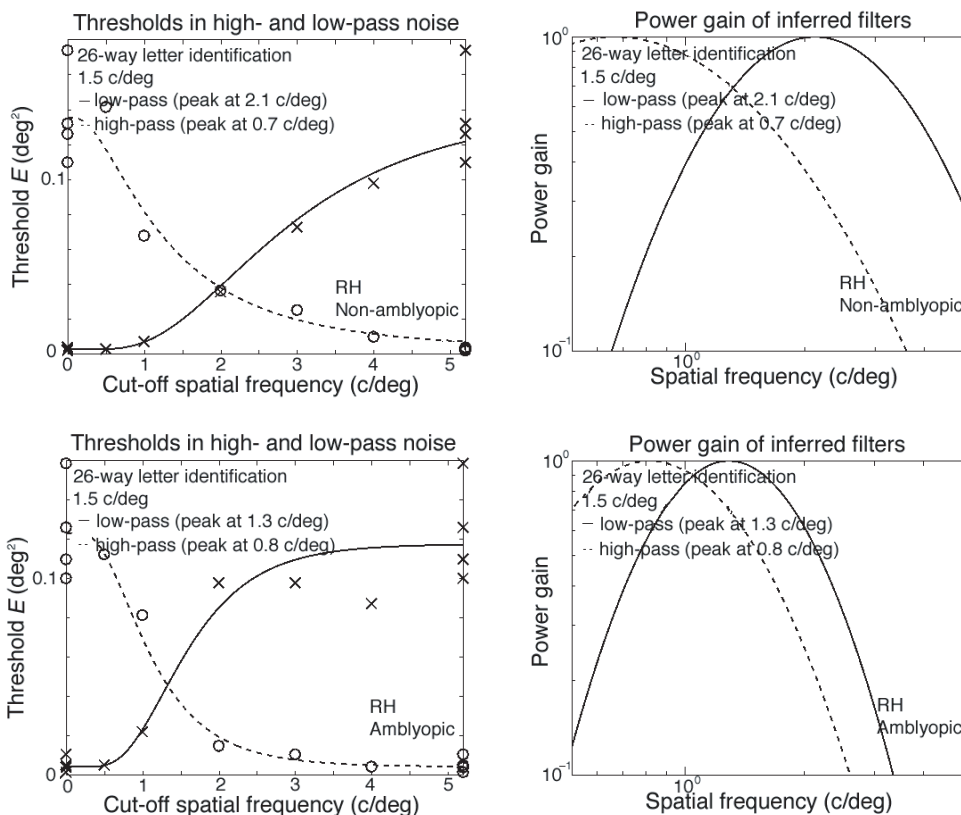 Thresholds in high- and low-pass noise
26-way letter identification
1.5 c/deg
– low-pass (peak at 2.1 c/deg)
-- high-pass (peak at 0.7 c/deg)
Threshold E (deg²)
0.1
0
RH
Non-amblyopic
0 1 2 3 4 5
Cut-off spatial frequency (c/deg)
Power gain of inferred filters
10⁰
26-way letter identification
1.5 c/deg
– low-pass (peak at 2.1 c/deg)
-- high-pass (peak at 0.7 c/deg)
Power gain
RH
Non-amblyopic
10⁻¹
10⁰
Spatial frequency (c/deg)
Thresholds in high- and low-pass noise
26-way letter identification
1.5 c/deg
– low-pass (peak at 1.3 c/deg)
-- high-pass (peak at 0.8 c/deg)
Threshold E (deg²)
0.1
0
RH
Amblyopic
0 1 2 3 4 5
Cut-off spatial frequency (c/deg)
Power gain of inferred filters
10⁰
26-way letter identification
1.5 c/deg
– low-pass (peak at 1.3 c/deg)
-- high-pass (peak at 0.8 c/deg)
Power gain
RH
Amblyopic
10⁻¹
10⁰
Spatial frequency (c/deg)